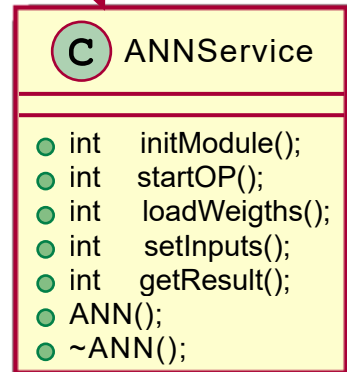 C ANNService
int initModule();
int startOP();
int loadWeigths();
int setInputs();
int getResult();
ANN();
~ANN();